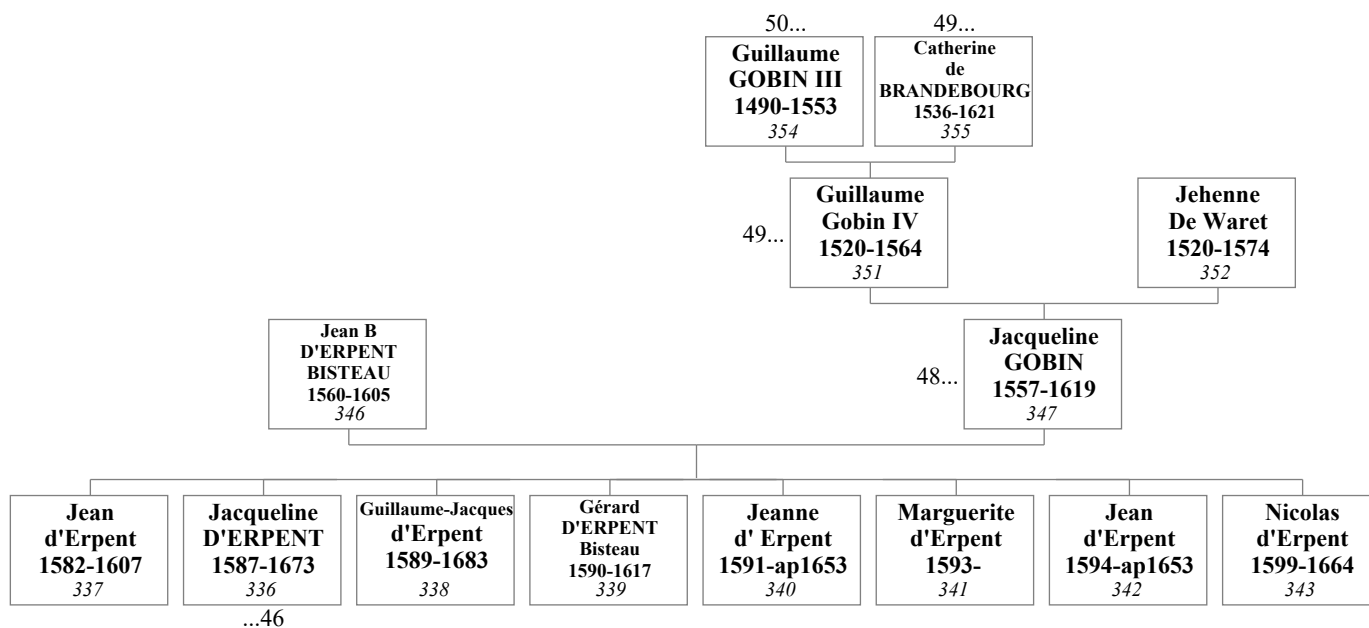 50...
49...
Guillaume
GOBIN III
1490-1553
354
Catherine
de
BRANDEBOURG
1536-1621
355
49...
Guillaume
Gobin IV
1520-1564
351
Jehenne
De Waret
1520-1574
352
Jean B
D'ERPENT
BISTEAU
1560-1605
346
48...
Jacqueline
GOBIN
1557-1619
347
Jean
d'Erpent
1582-1607
337
Jacqueline
D'ERPENT
1587-1673
336
...46
Guillaume-Jacques
d'Erpent
1589-1683
338
Gérard
D'ERPENT
Bisteau
1590-1617
339
Jeanne
d' Erpent
1591-ap1653
340
Marguerite
d'Erpent
1593-
341
Jean
d'Erpent
1594-ap1653
342
Nicolas
d'Erpent
1599-1664
343